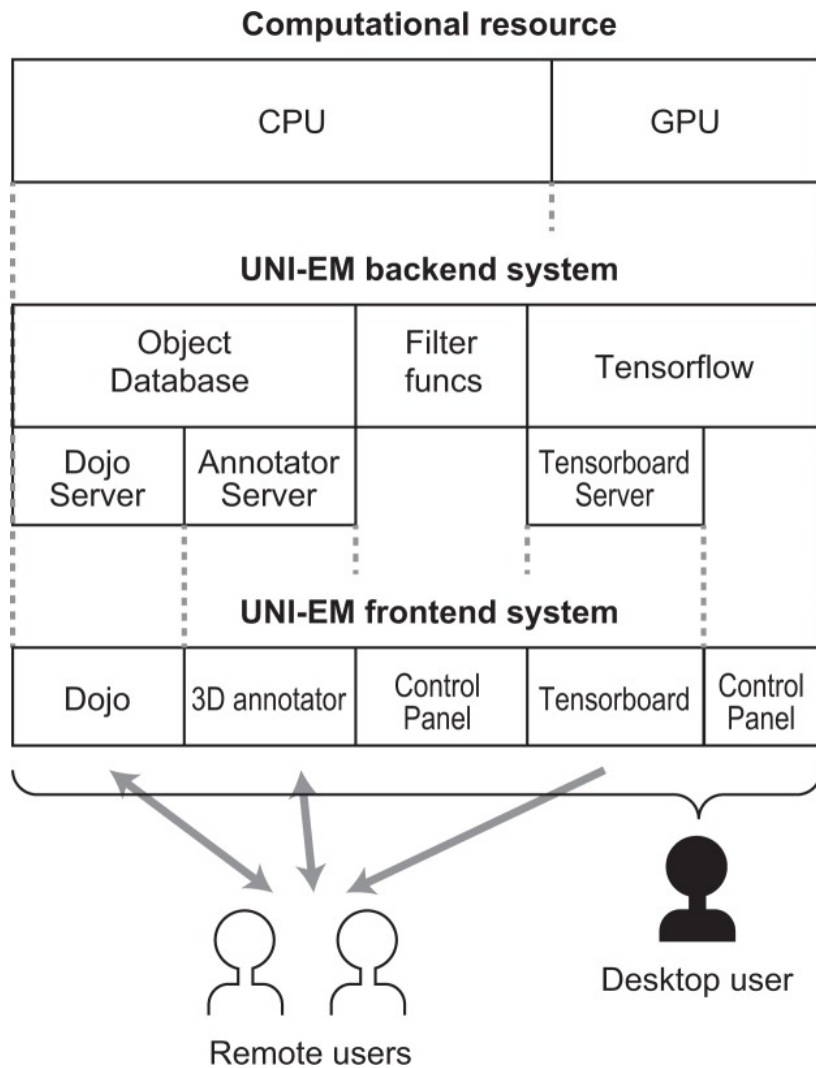 Computational resource
CPU
GPU
UNI-EM backend system
Object
Database
Filter
funcs
Tensorflow
Dojo
Server
Annotator
Server
Tensorboard
Server
UNI-EM frontend system
Dojo
3D annotator
Control
Panel
Tensorboard
Control
Panel
Desktop user
Remote users